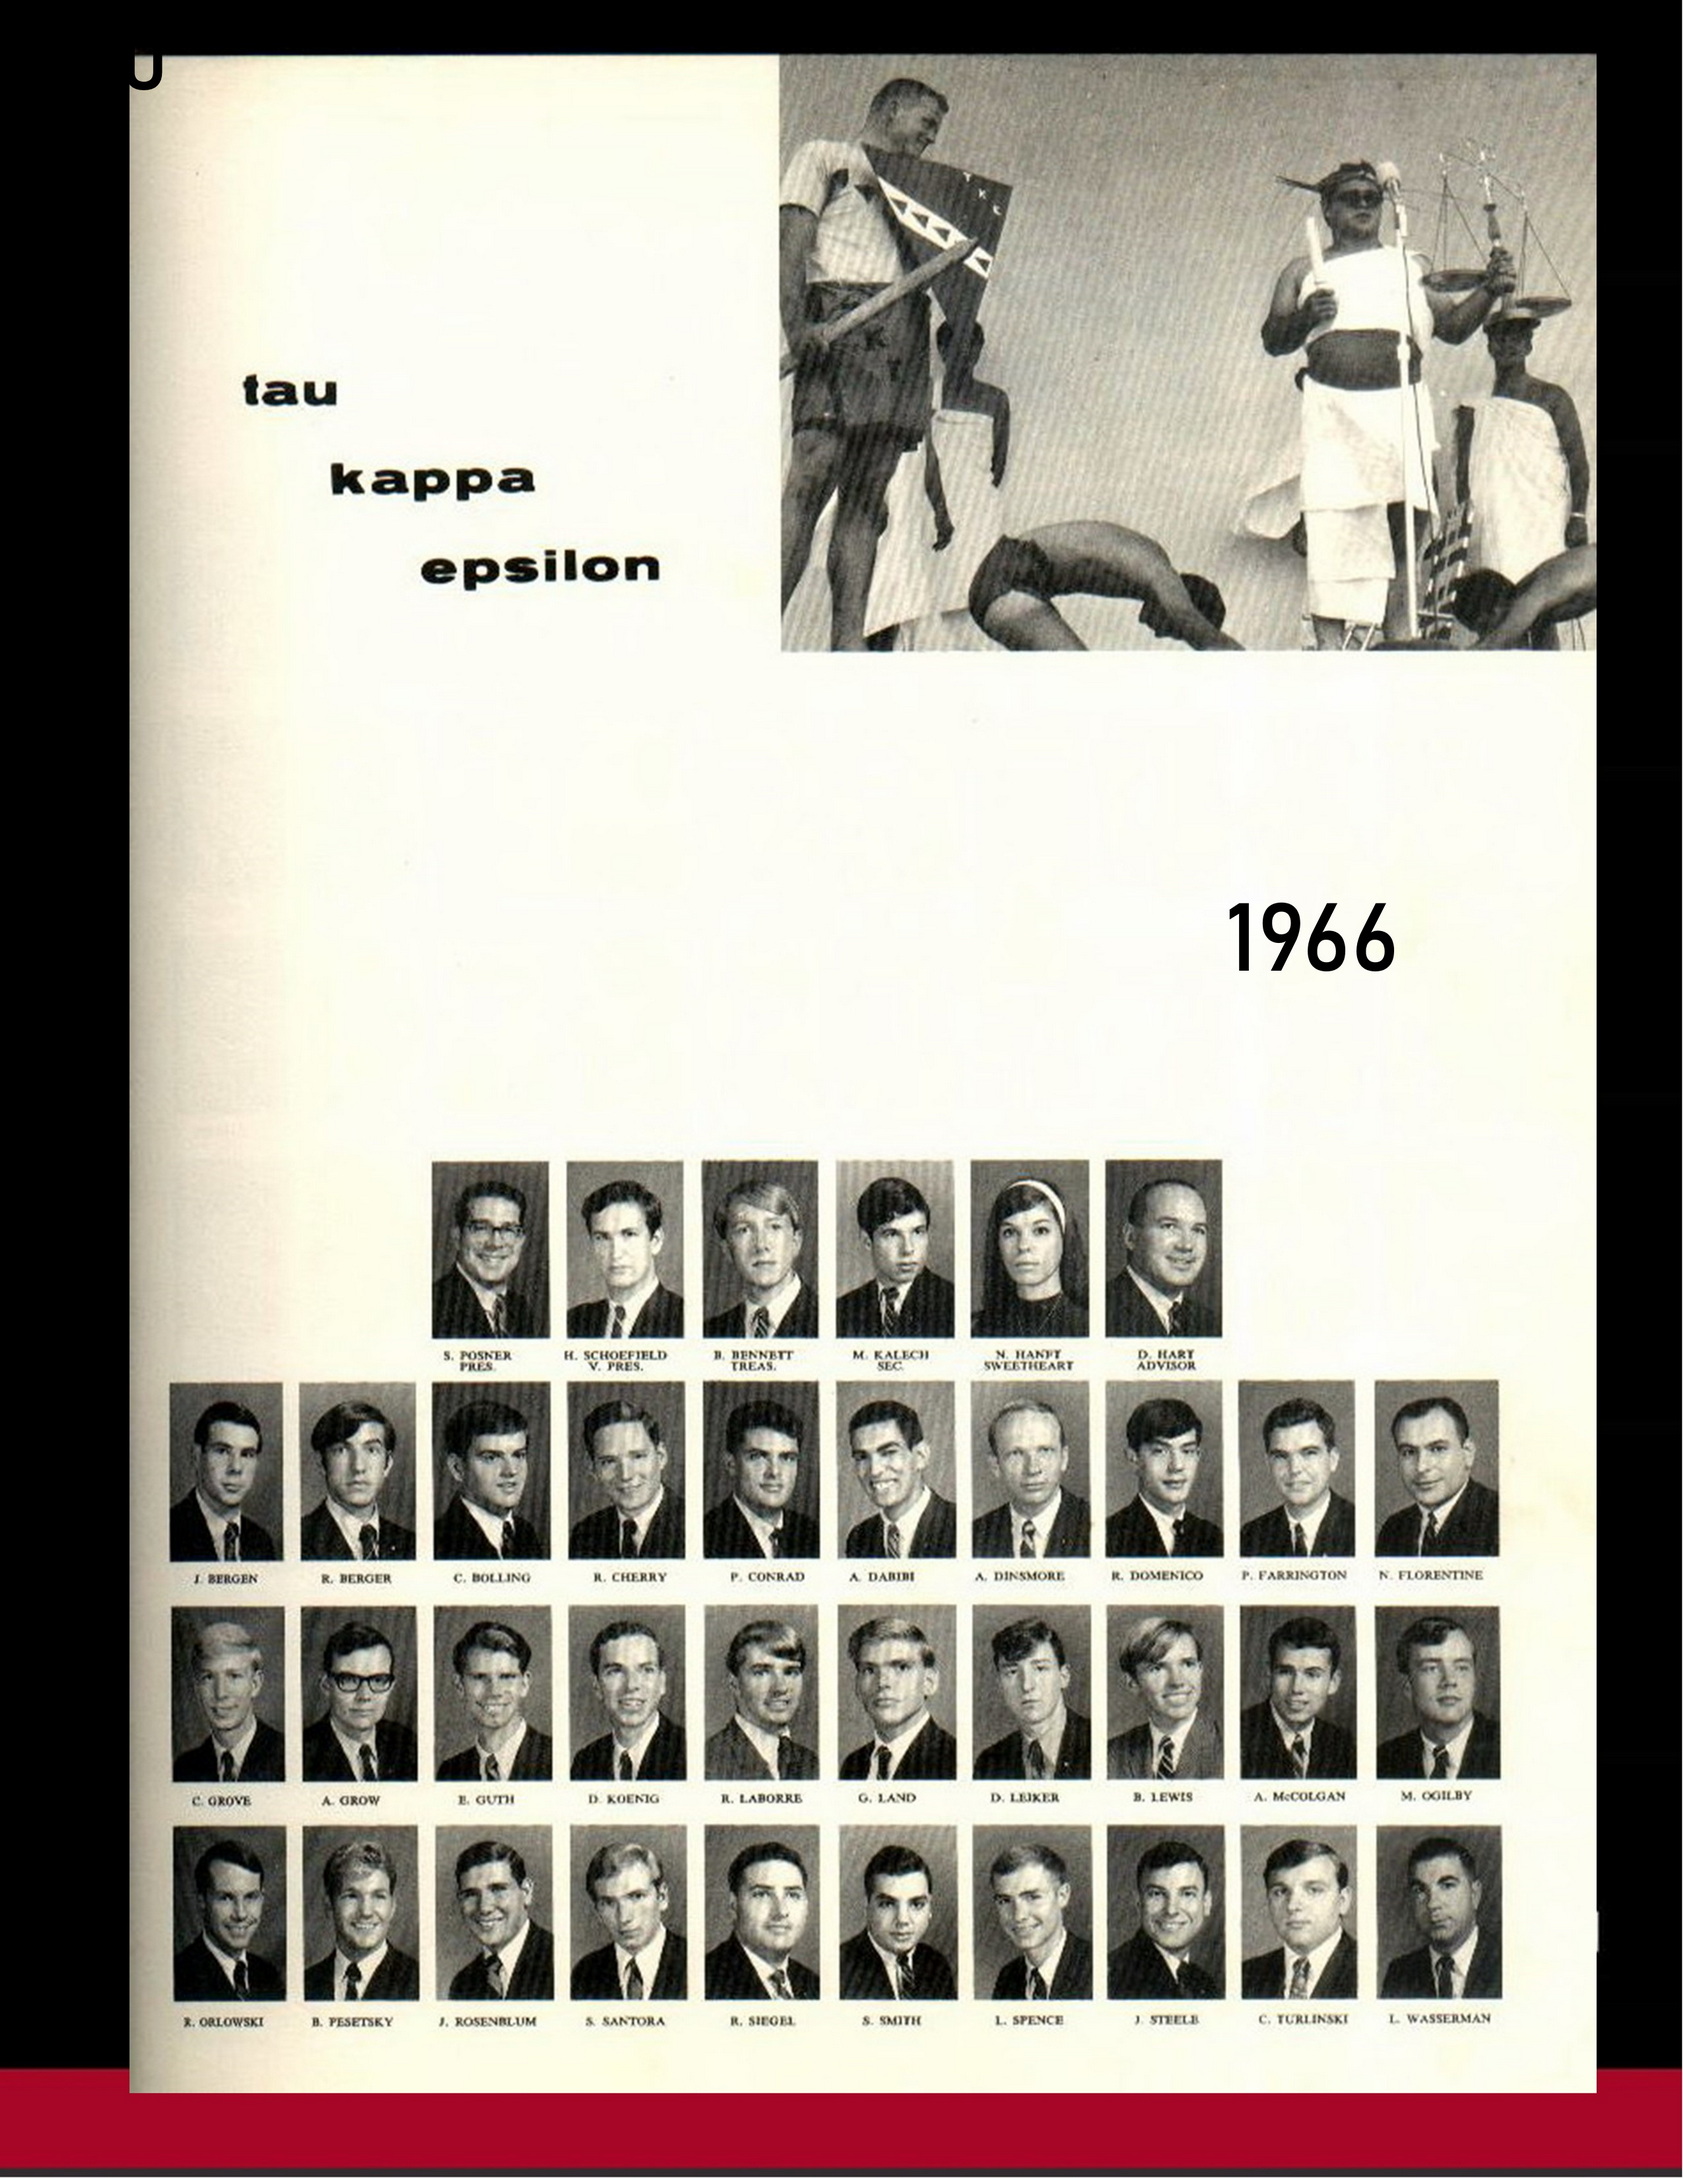 U
T K E
tau
kappa
epsilon
1966
S. POSNER
PRES.
H. SCHOEFIELD
V. PRES.
B. BENNETT
TREAS.
M. KALECH
SEC.
N. HANFT
SWEETHEART
D. HART
ADVISOR
J. BERGEN
R. BERGER
C. BOLLING
R. CHERRY
P. CONRAD
A. DABIBI
A. DINSMORE
R. DOMENICO
P. FARRINGTON
N. FLORENTINE
C. GROVE
A. GROW
E. GUTH
D. KOENIG
R. LABORRE
G. LAND
D. LEIKER
B. LEWIS
A. McCOLGAN
M. OGILBY
R. ORLOWSKI
B. PESETSKY
J. ROSENBLUM
S. SANTORA
R. SIEGEL
S. SMITH
L. SPENCE
J. STEELE
C. TURLINSKI
L. WASSERMAN